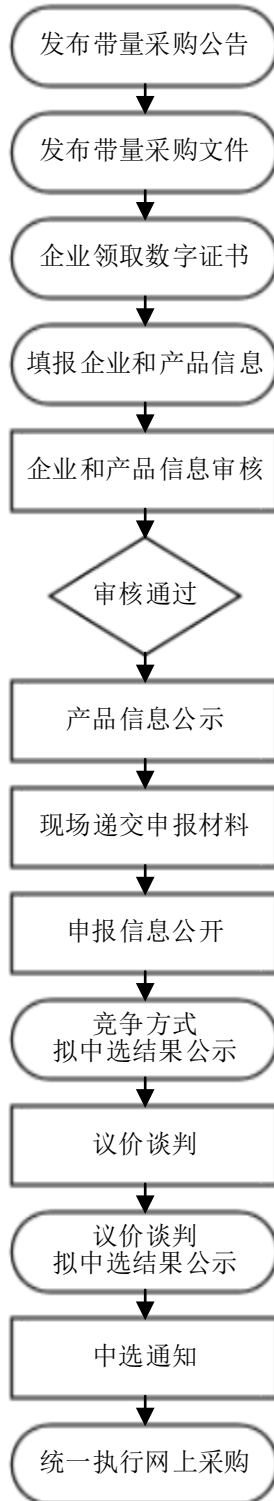 发布带量采购公告
发布带量采购文件
企业领取数字证书
填报企业和产品信息
企业和产品信息审核
审核通过
产品信息公示
现场递交申报材料
申报信息公开
竞争方式
拟中选结果公示
议价谈判
议价谈判
拟中选结果公示
中选通知
统一执行网上采购